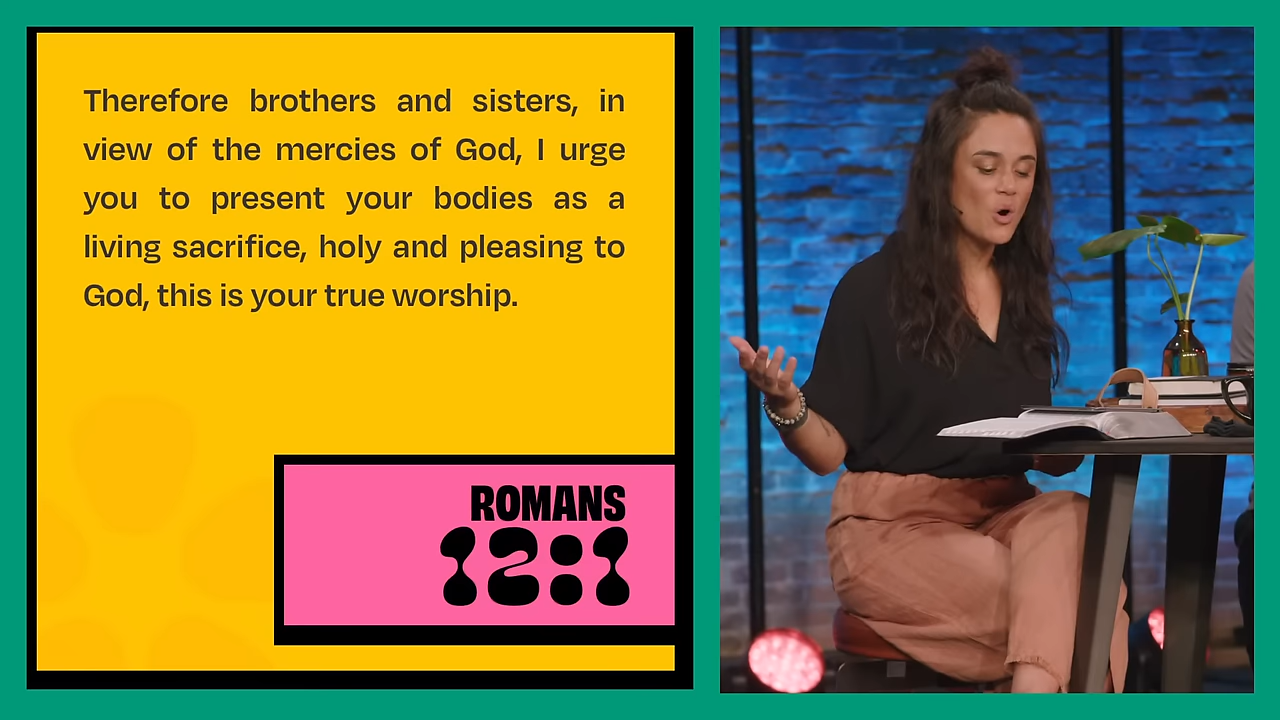 Therefore brothers and sisters, in
view of the mercies of God, I urge
you to present your bodies as a
living sacrifice, holy and pleasing to
God, this is your true worship.
ROMANS
12:1